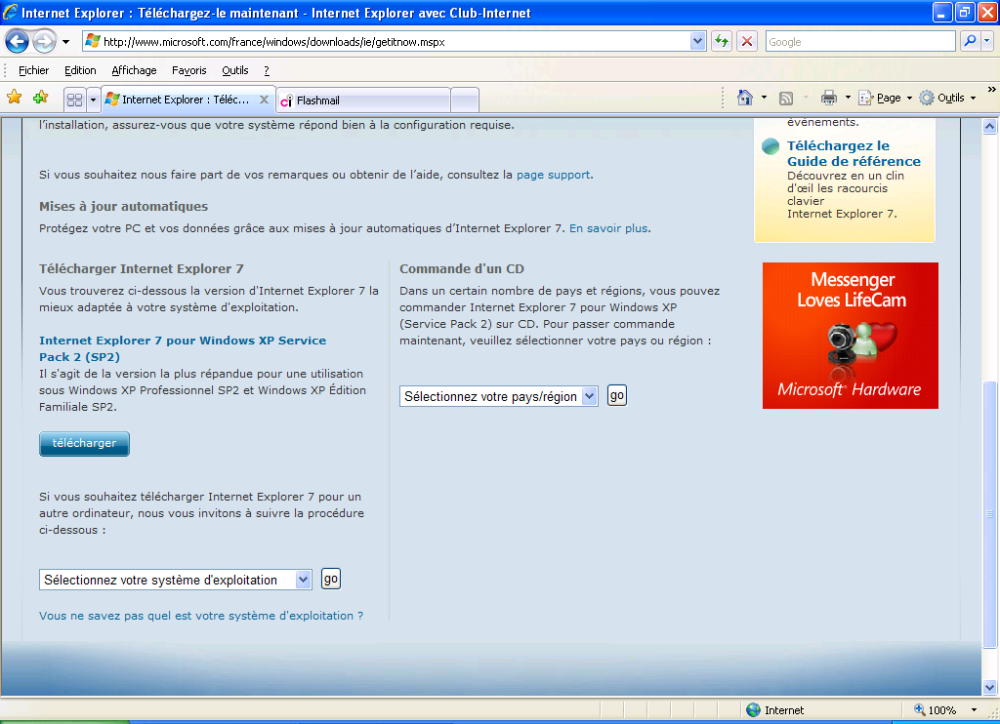 Internet Explorer : Téléchargez-le maintenant - Internet Explorer avec Club-Internet
http://www.microsoft.com/france/windows/downloads/ie/getitnow.mspx
Google
Fichier Edition Affichage Favoris Outils ?
Internet Explorer : Téléc...
Flashmail
Page
Outils
l'installation, assurez-vous que votre système répond bien à la configuration requise.
Si vous souhaitez nous faire part de vos remarques ou obtenir de l'aide, consultez la page support.
Mises à jour automatiques
Protégez votre PC et vos données grâce aux mises à jour automatiques d'Internet Explorer 7. En savoir plus.
Télécharger Internet Explorer 7
Vous trouverez ci-dessous la version d'Internet Explorer 7 la
mieux adaptée à votre système d'exploitation.
Internet Explorer 7 pour Windows XP Service
Pack 2 (SP2)
Il s'agit de la version la plus répandue pour une utilisation
sous Windows XP Professionnel SP2 et Windows XP Édition
Familiale SP2.
télécharger
Si vous souhaitez télécharger Internet Explorer 7 pour un
autre ordinateur, nous vous invitons à suivre la procédure
ci-dessous :
Sélectionnez votre système d'exploitation
go
Vous ne savez pas quel est votre système d'exploitation ?
Commande d'un CD
Dans un certain nombre de pays et régions, vous pouvez
commander Internet Explorer 7 pour Windows XP
(Service Pack 2) sur CD. Pour passer commande
maintenant, veuillez sélectionner votre pays ou région :
Sélectionnez votre pays/région
go
événements.
Téléchargez le
Guide de référence
Découvrez en un clin
d'œil les racourcis
clavier
Internet Explorer 7.
Messenger
Loves LifeCam
Microsoft® Hardware
Internet
100%